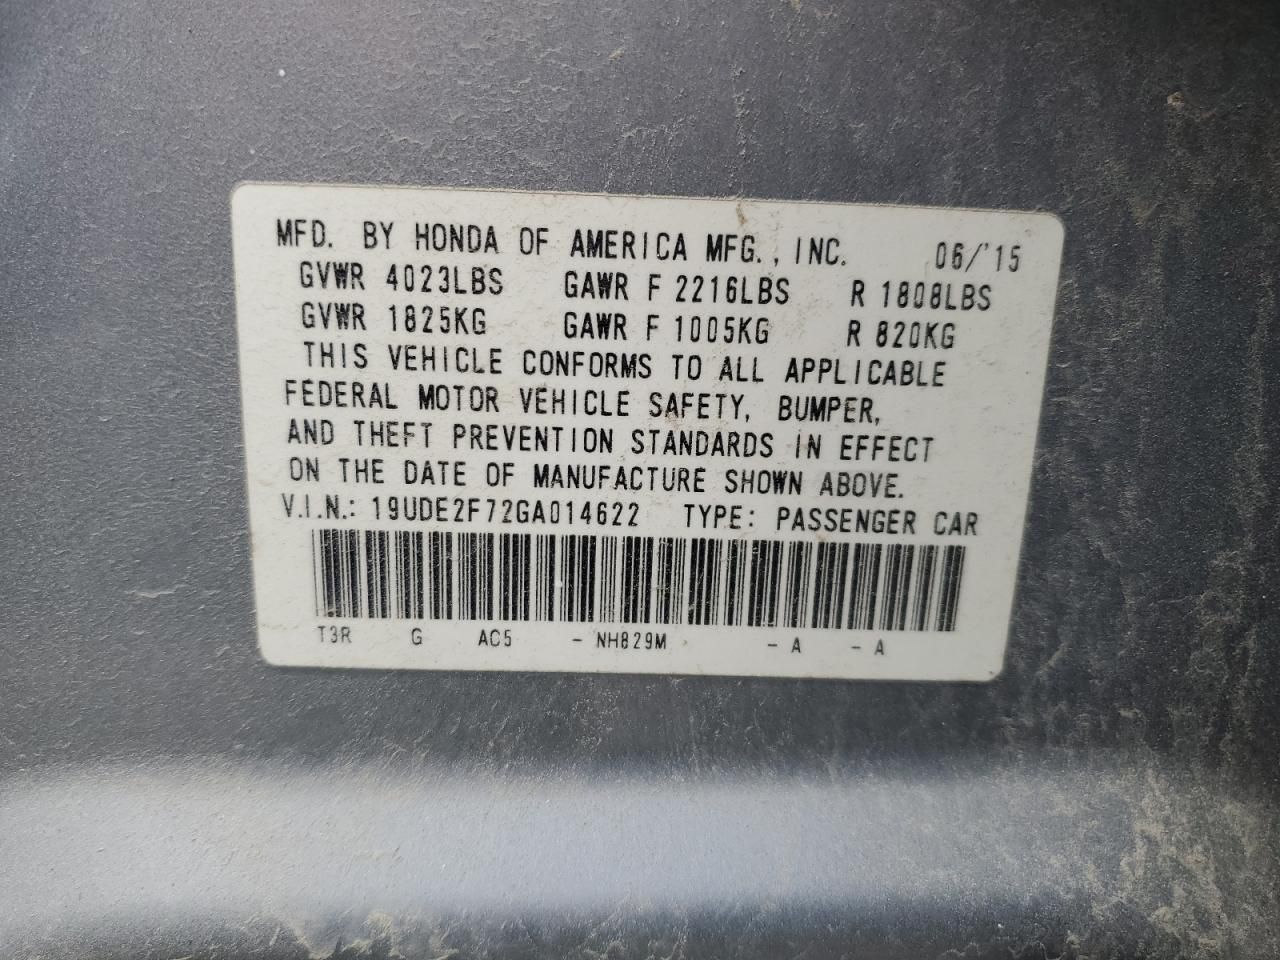 MFD. BY HONDA OF AMERICA MFG., INC. 06/'15
GVWR 4023LBS GAWR F 2216LBS R 1808LBS
GVWR 1825KG GAWR F 1005KG R 820KG
THIS VEHICLE CONFORMS TO ALL APPLICABLE
FEDERAL MOTOR VEHICLE SAFETY, BUMPER,
AND THEFT PREVENTION STANDARDS IN EFFECT
ON THE DATE OF MANUFACTURE SHOWN ABOVE.
V.I.N.: 19UDE2F72GA014622 TYPE: PASSENGER CAR
T3R G AC5 - NH829M - A - A